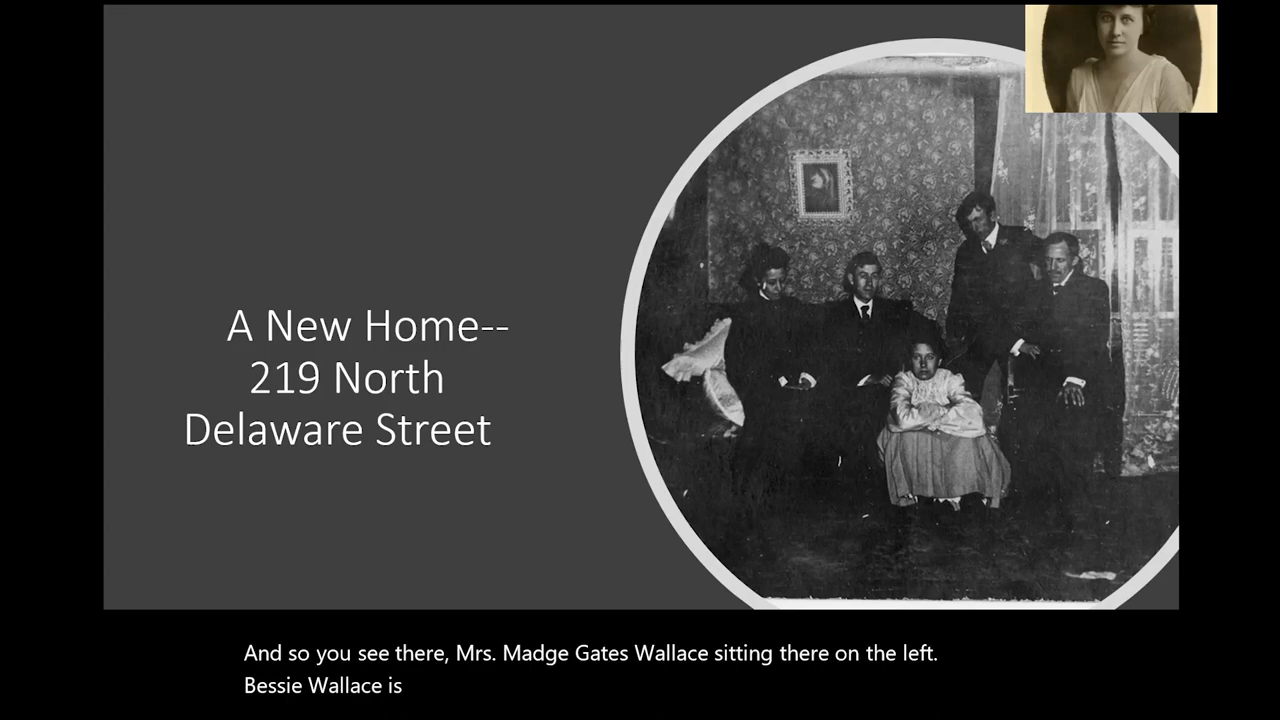 A New Home--
219 North
Delaware Street
And so you see there, Mrs. Madge Gates Wallace sitting there on the left.
Bessie Wallace is